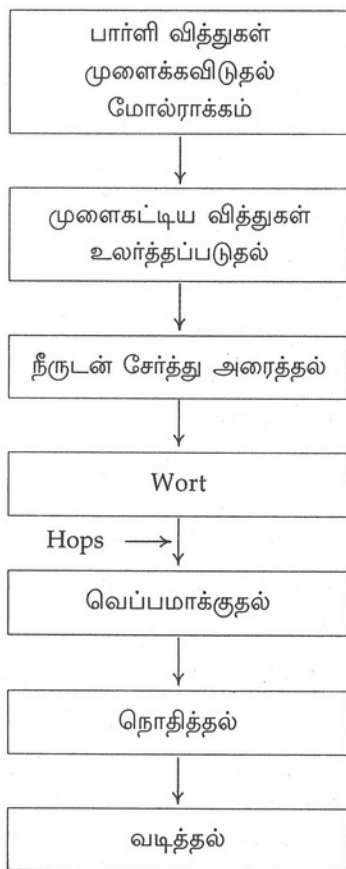 பார்ளி வித்துகள்
முளைக்கவிடுதல்
மோல்ராக்கம்
முளைகட்டிய வித்துகள்
உலர்த்தப்படுதல்
நீருடன் சேர்த்து அரைத்தல்
Wort
Hops
வெப்பமாக்குதல்
நொதித்தல்
வடித்தல்